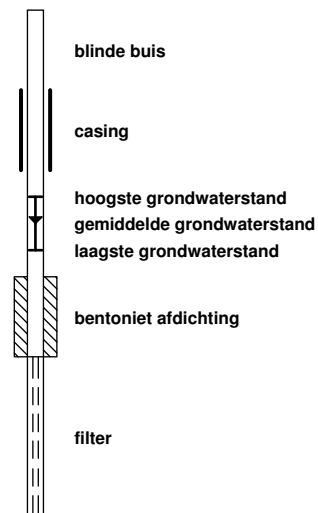 blinde buis
casing
hoogste grondwaterstand
gemiddelde grondwaterstand
laagste grondwaterstand
bentoniet afdichting
filter